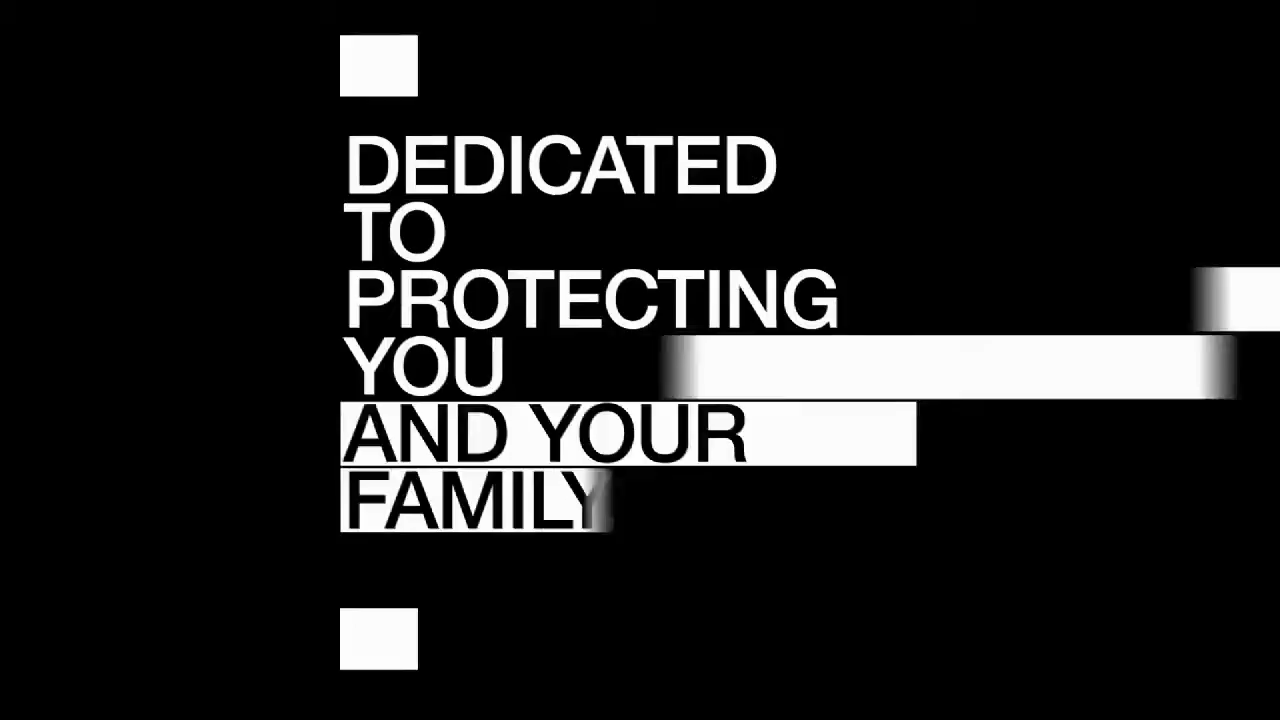 DEDICATED
TO
PROTECTING
YOU
AND YOUR
FAMILY